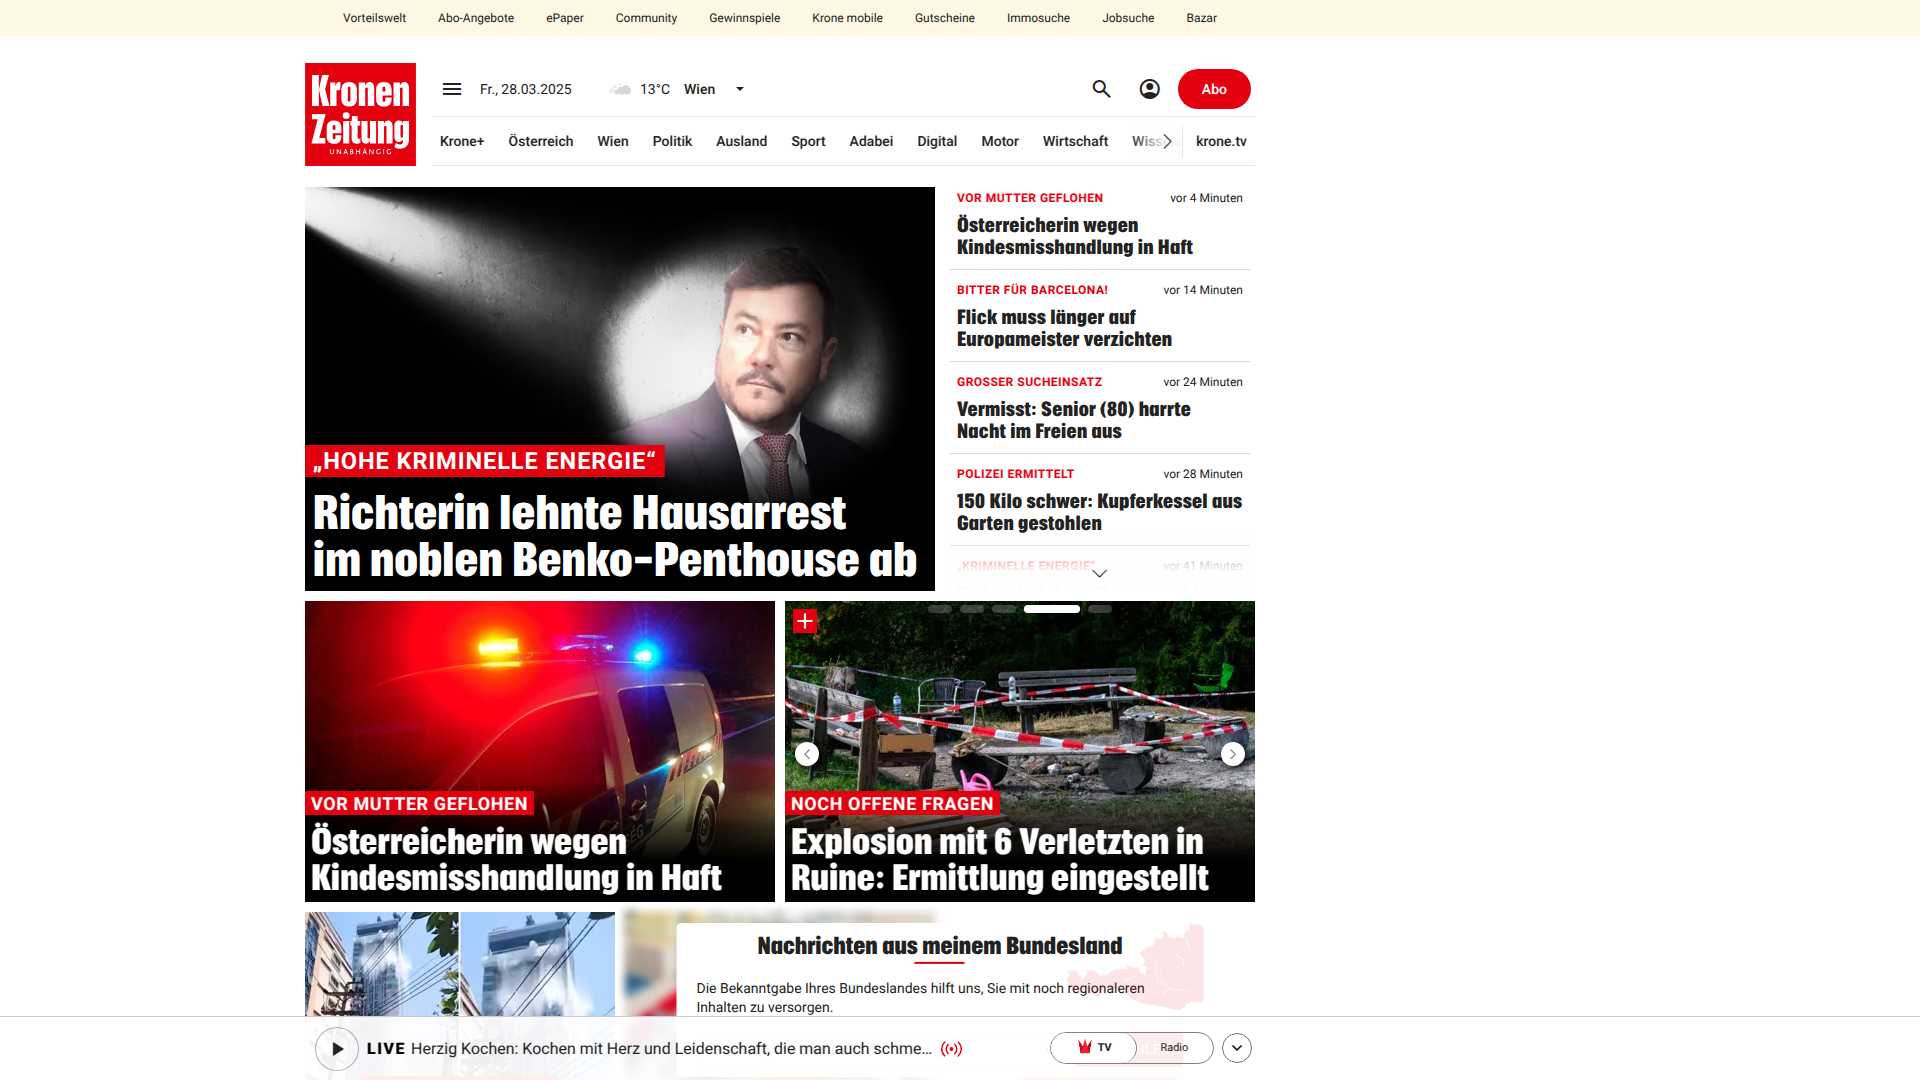 Vorteilswelt Abo-Angebote ePaper Community Gewinnspiele Krone mobile Gutscheine Immosuche Jobsuche Bazar
Kronen
Zeitung
UNABHÄNGIG
Fr., 28.03.2025 13°C Wien
Abo
Krone+ Österreich Wien Politik Ausland Sport Adabei Digital Motor Wirtschaft krone.tv
„HOHE KRIMINELLE ENERGIE“
Richterin lehnte Hausarrest
im noblen Benko-Penthouse ab
VOR MUTTER GEFLOHEN vor 4 Minuten
Österreicherin wegen
Kindesmisshandlung in Haft
BITTER FÜR BARCELONA! vor 14 Minuten
Flick muss länger auf
Europameister verzichten
GROSSER SUCHEINSATZ vor 24 Minuten
Vermisst: Senior (80) harrte
Nacht im Freien aus
POLIZEI ERMITTELT vor 28 Minuten
150 Kilo schwer: Kupferkessel aus
Garten gestohlen
„KRIMINELLE ENERGIE“ vor 41 Minuten
VOR MUTTER GEFLOHEN
Österreicherin wegen
Kindesmisshandlung in Haft
NOCH OFFENE FRAGEN
Explosion mit 6 Verletzten in
Ruine: Ermittlung eingestellt
Nachrichten aus meinem Bundesland
Die Bekanntgabe Ihres Bundeslandes hilft uns, Sie mit noch regionaleren
Inhalten zu versorgen.
LIVE Herzig Kochen: Kochen mit Herz und Leidenschaft, die man auch schme...
TV Radio